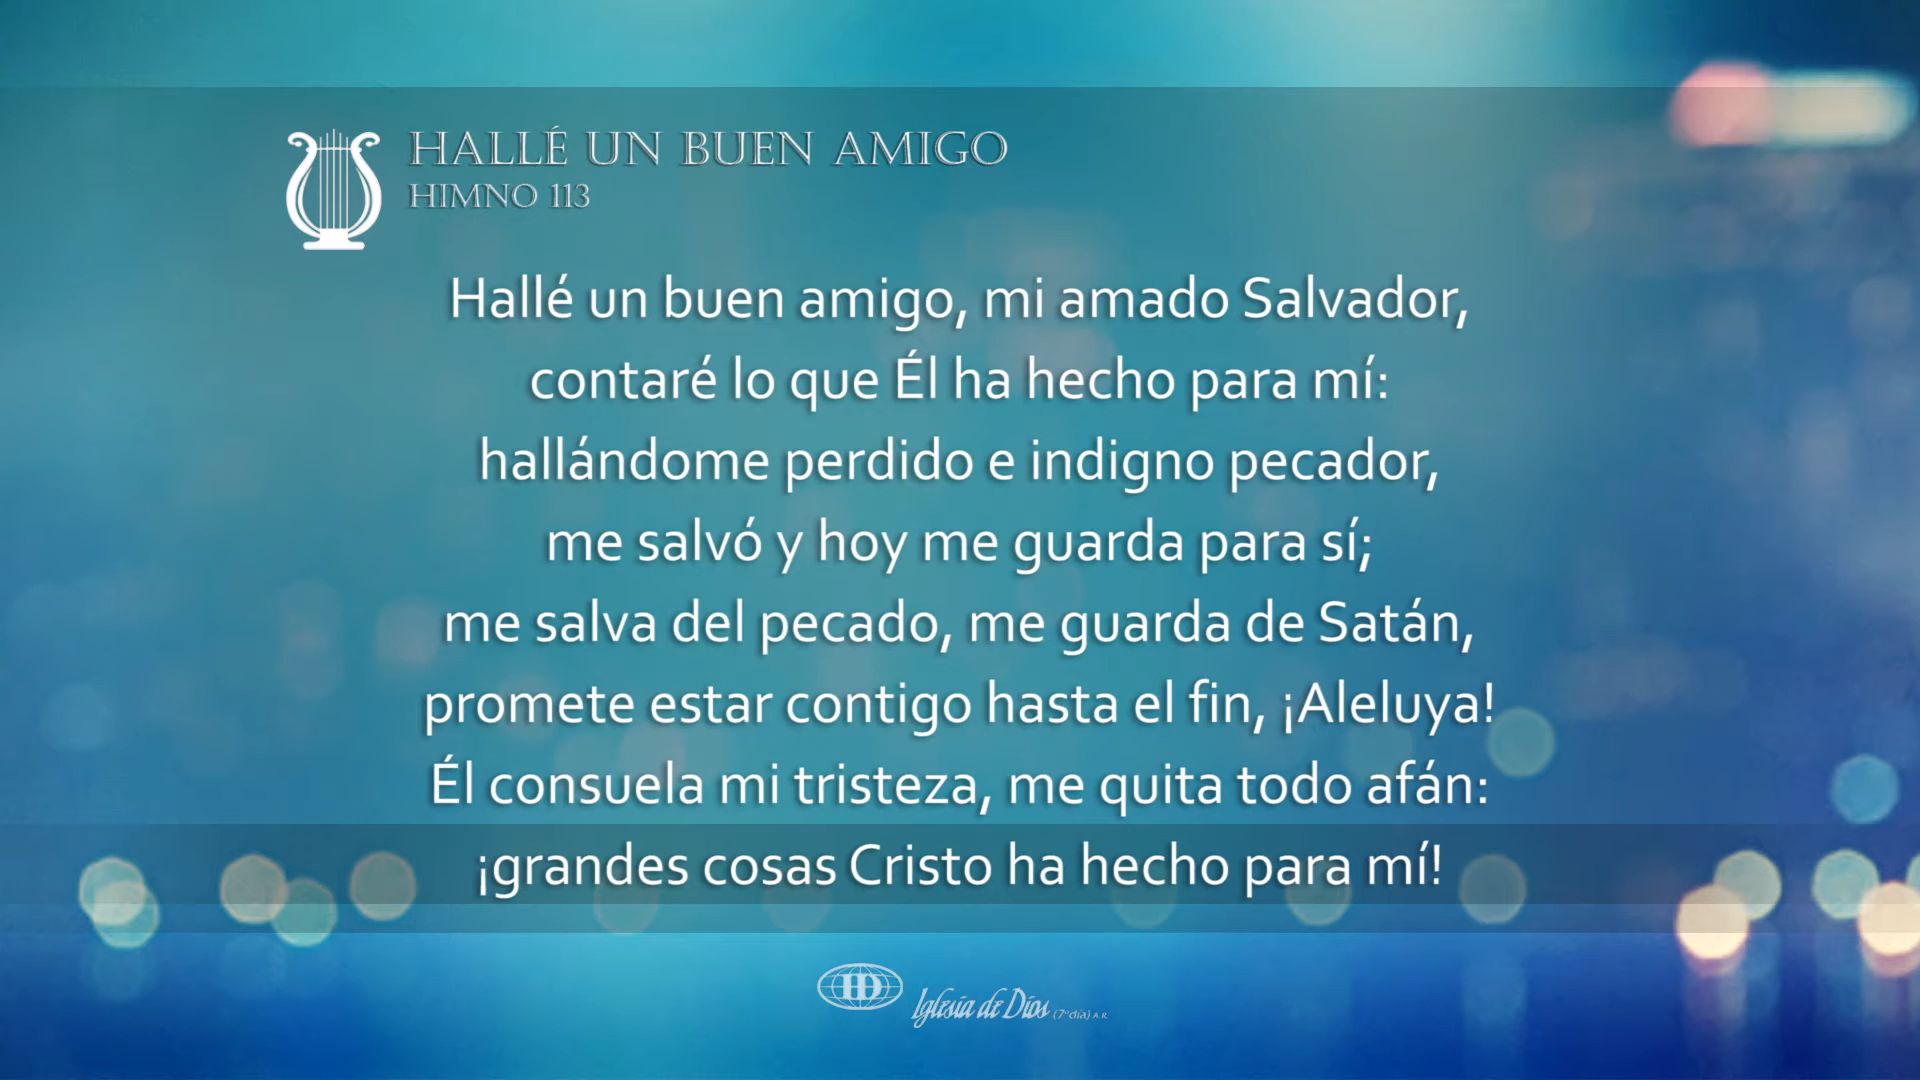 HALLÉ UN BUEN AMIGO
HIMNO 113
Hallé un buen amigo, mi amado Salvador,
contaré lo que Él ha hecho para mí:
hallándome perdido e indigno pecador,
me salvó y hoy me guarda para sí;
me salva del pecado, me guarda de Satán,
promete estar contigo hasta el fin, ¡Aleluya!
Él consuela mi tristeza, me quita todo afán:
¡grandes cosas Cristo ha hecho para mí!
ID Iglesia de Dios (7º día) A.R.